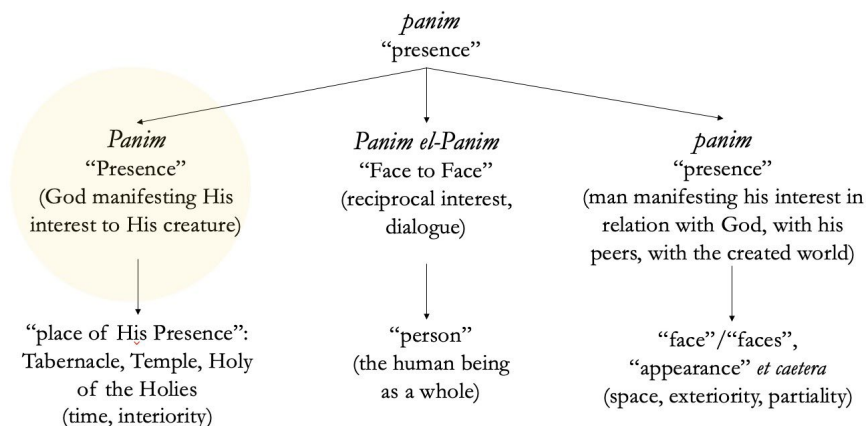 panim
“presence”
Panim
“Presence”
(God manifesting His
interest to His creature)
Panim el-Panim
“Face to Face”
(reciprocal interest,
dialogue)
panim
“presence”
(man manifesting his interest in
relation with God, with his
peers, with the created world)
“place of His Presence”:
Tabernacle, Temple, Holy
of the Holies
(time, interiority)
“person”
(the human being
as a whole)
“face”/“faces”,
“appearance” et caetera
(space, exteriority, partiality)